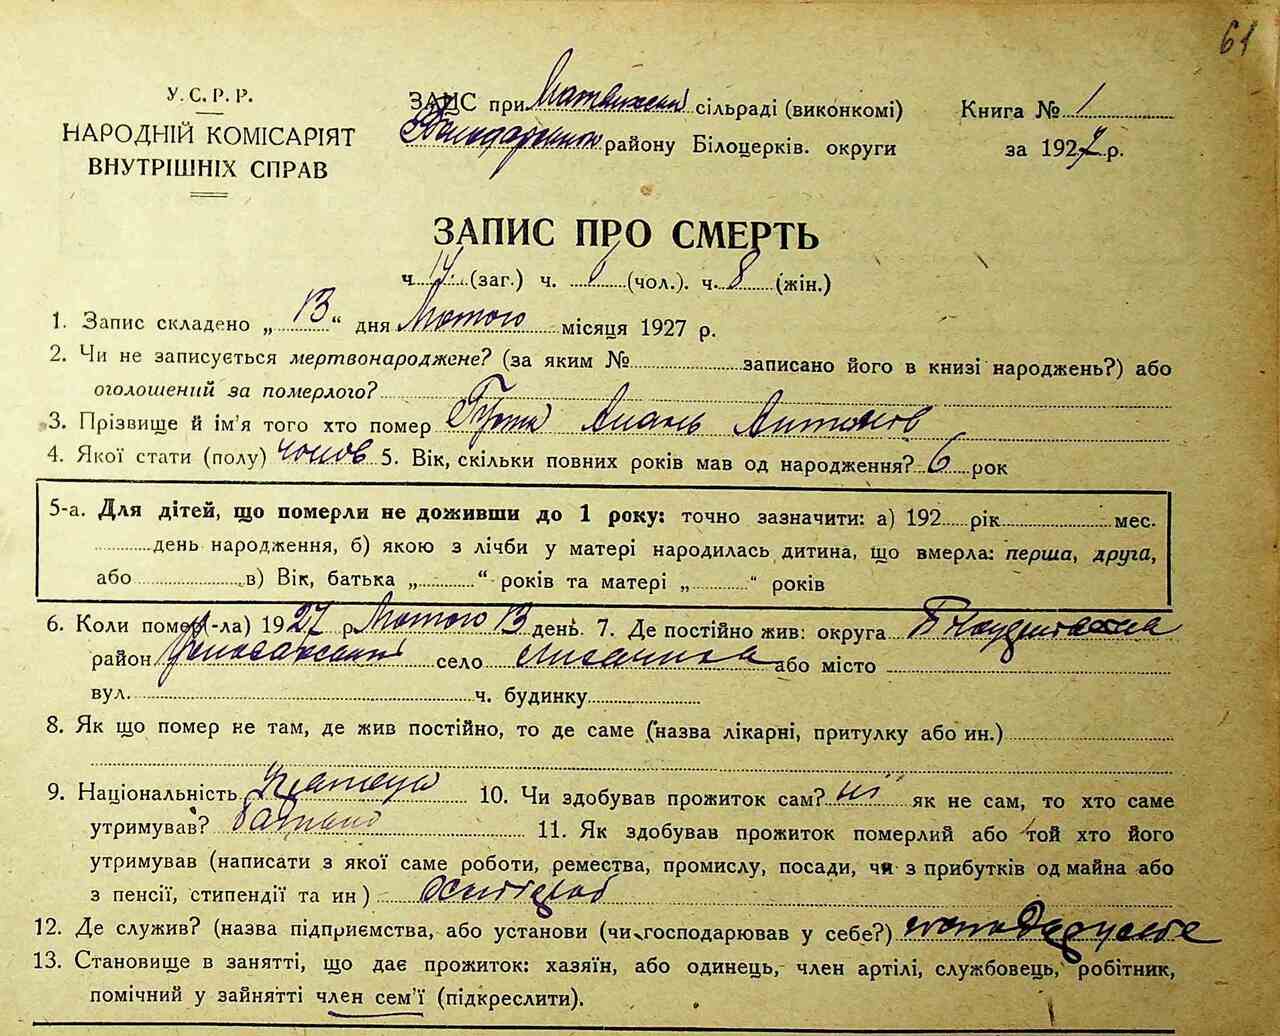 61
У.С.Р.Р.
НАРОДНІЙ КОМІСАРІЯТ
ВНУТРІШНІХ СПРАВ
ЗАПИС при сільраді (виконкомі)
району Білоцерків. округи
Книга № 1
за 1927 р.
ЗАПИС ПРО СМЕРТЬ
ч. 17 (заг.) ч. (чол.). ч. 8 (жін.)
1. Запис складено „ 13 “ дня Лютого місяця 1927 р.
2. Чи не записується мертвонароджене? (за яким № записано його в книзі народжень?) або
оголошений за померлого?
3. Прізвище й ім'я того хто помер
4. Якої стати (полу) чолов 5. Вік, скільки повних років мав од народження? 6 рок
5-а. Для дітей, що померли не доживши до 1 року: точно зазначити: а) 192 рік мес.
день народження, б) якою з лічби у матері народилась дитина, що вмерла: перша, друга,
або в) Вік, батька „ “ років та матері „ “ років
6. Коли помер(-ла) 1927 р Лютого 13 день. 7. Де постійно жив: округа
район село або місто
вул. ч. будинку
8. Як що помер не там, де жив постійно, то де саме (назва лікарні, притулку або ин.)
9. Національність 10. Чи здобував прожиток сам? ні як не сам, то хто саме
утримував? батько 11. Як здобував прожиток померлий або той хто його
утримував (написати з якої саме роботи, ремества, промислу, посади, чи з прибутків од майна або
з пенсії, стипендії та ин)
12. Де служив? (назва підприємства, або установи (чи господарював у себе?)
13. Становище в занятті, що дає прожиток: хазяїн, або одинець, член артілі, службовець, робітник,
помічний у зайнятті член сем'ї (підкреслити).